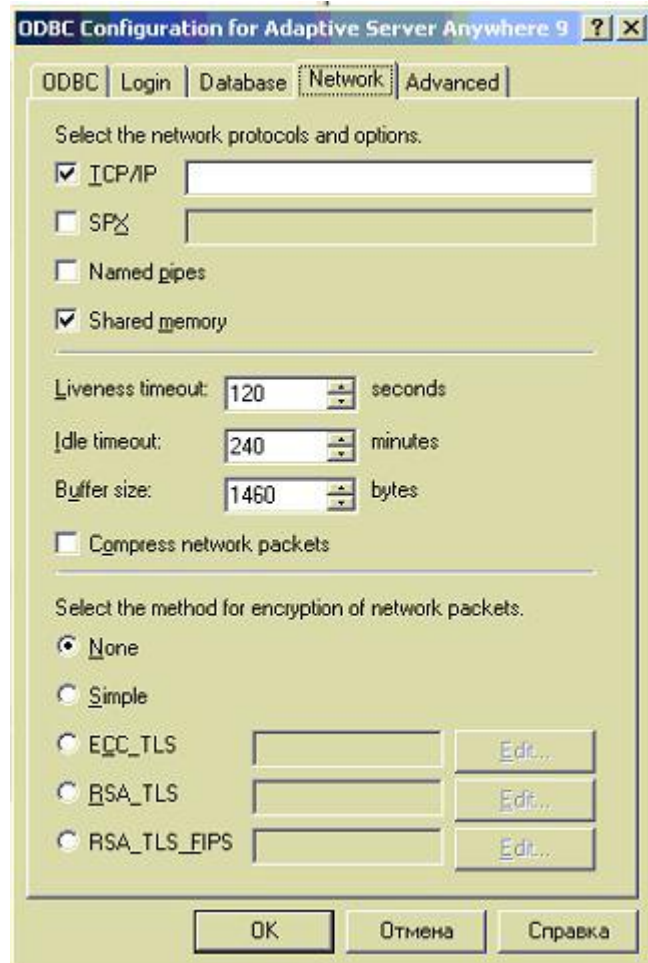 ODBC Configuration for Adaptive Server Anywhere 9
ODBC Login Database Network Advanced
Select the network protocols and options.
TCP/IP
SPX
Named pipes
Shared memory
Liveness timeout: 120 seconds
Idle timeout: 240 minutes
Buffer size: 1460 bytes
Compress network packets
Select the method for encryption of network packets.
None
Simple
ECC_TLS Edit...
RSA_TLS Edit...
RSA_TLS_FIPS Edit...
OK Отмена Справка